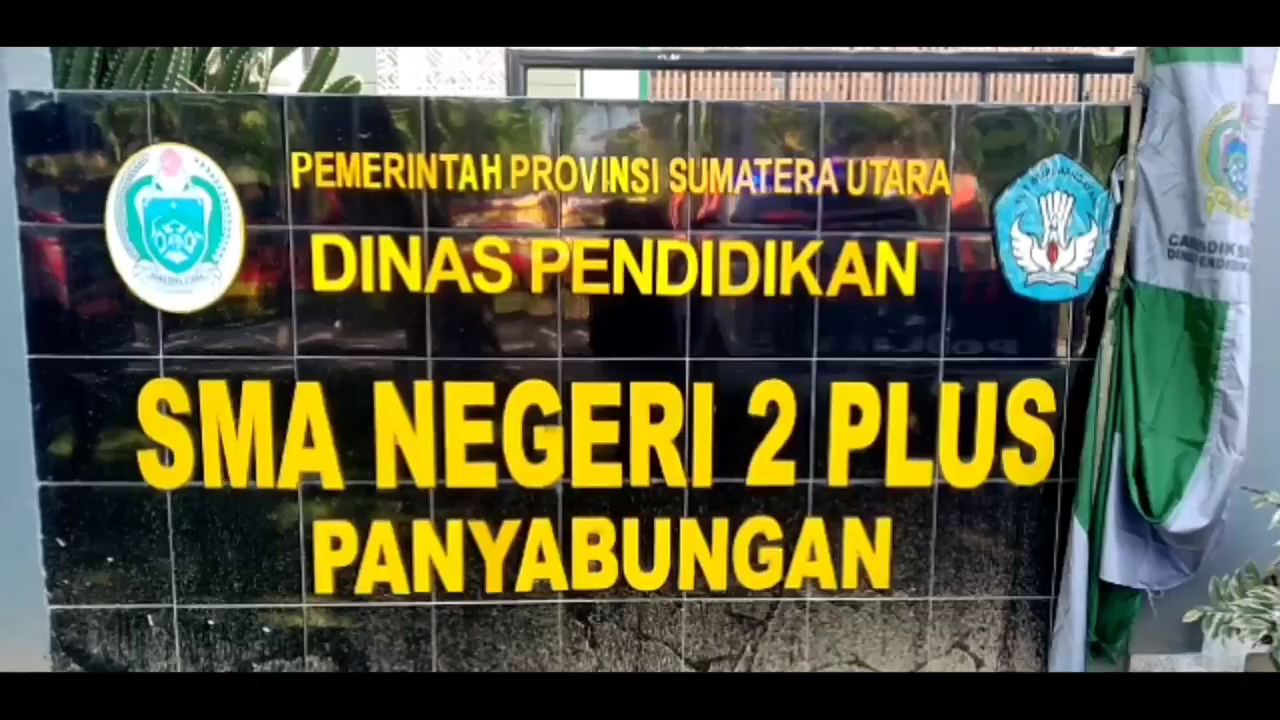 PEMERINTAH PROVINSI SUMATERA UTARA
DINAS PENDIDIKAN
SMA NEGERI 2 PLUS
PANYABUNGAN